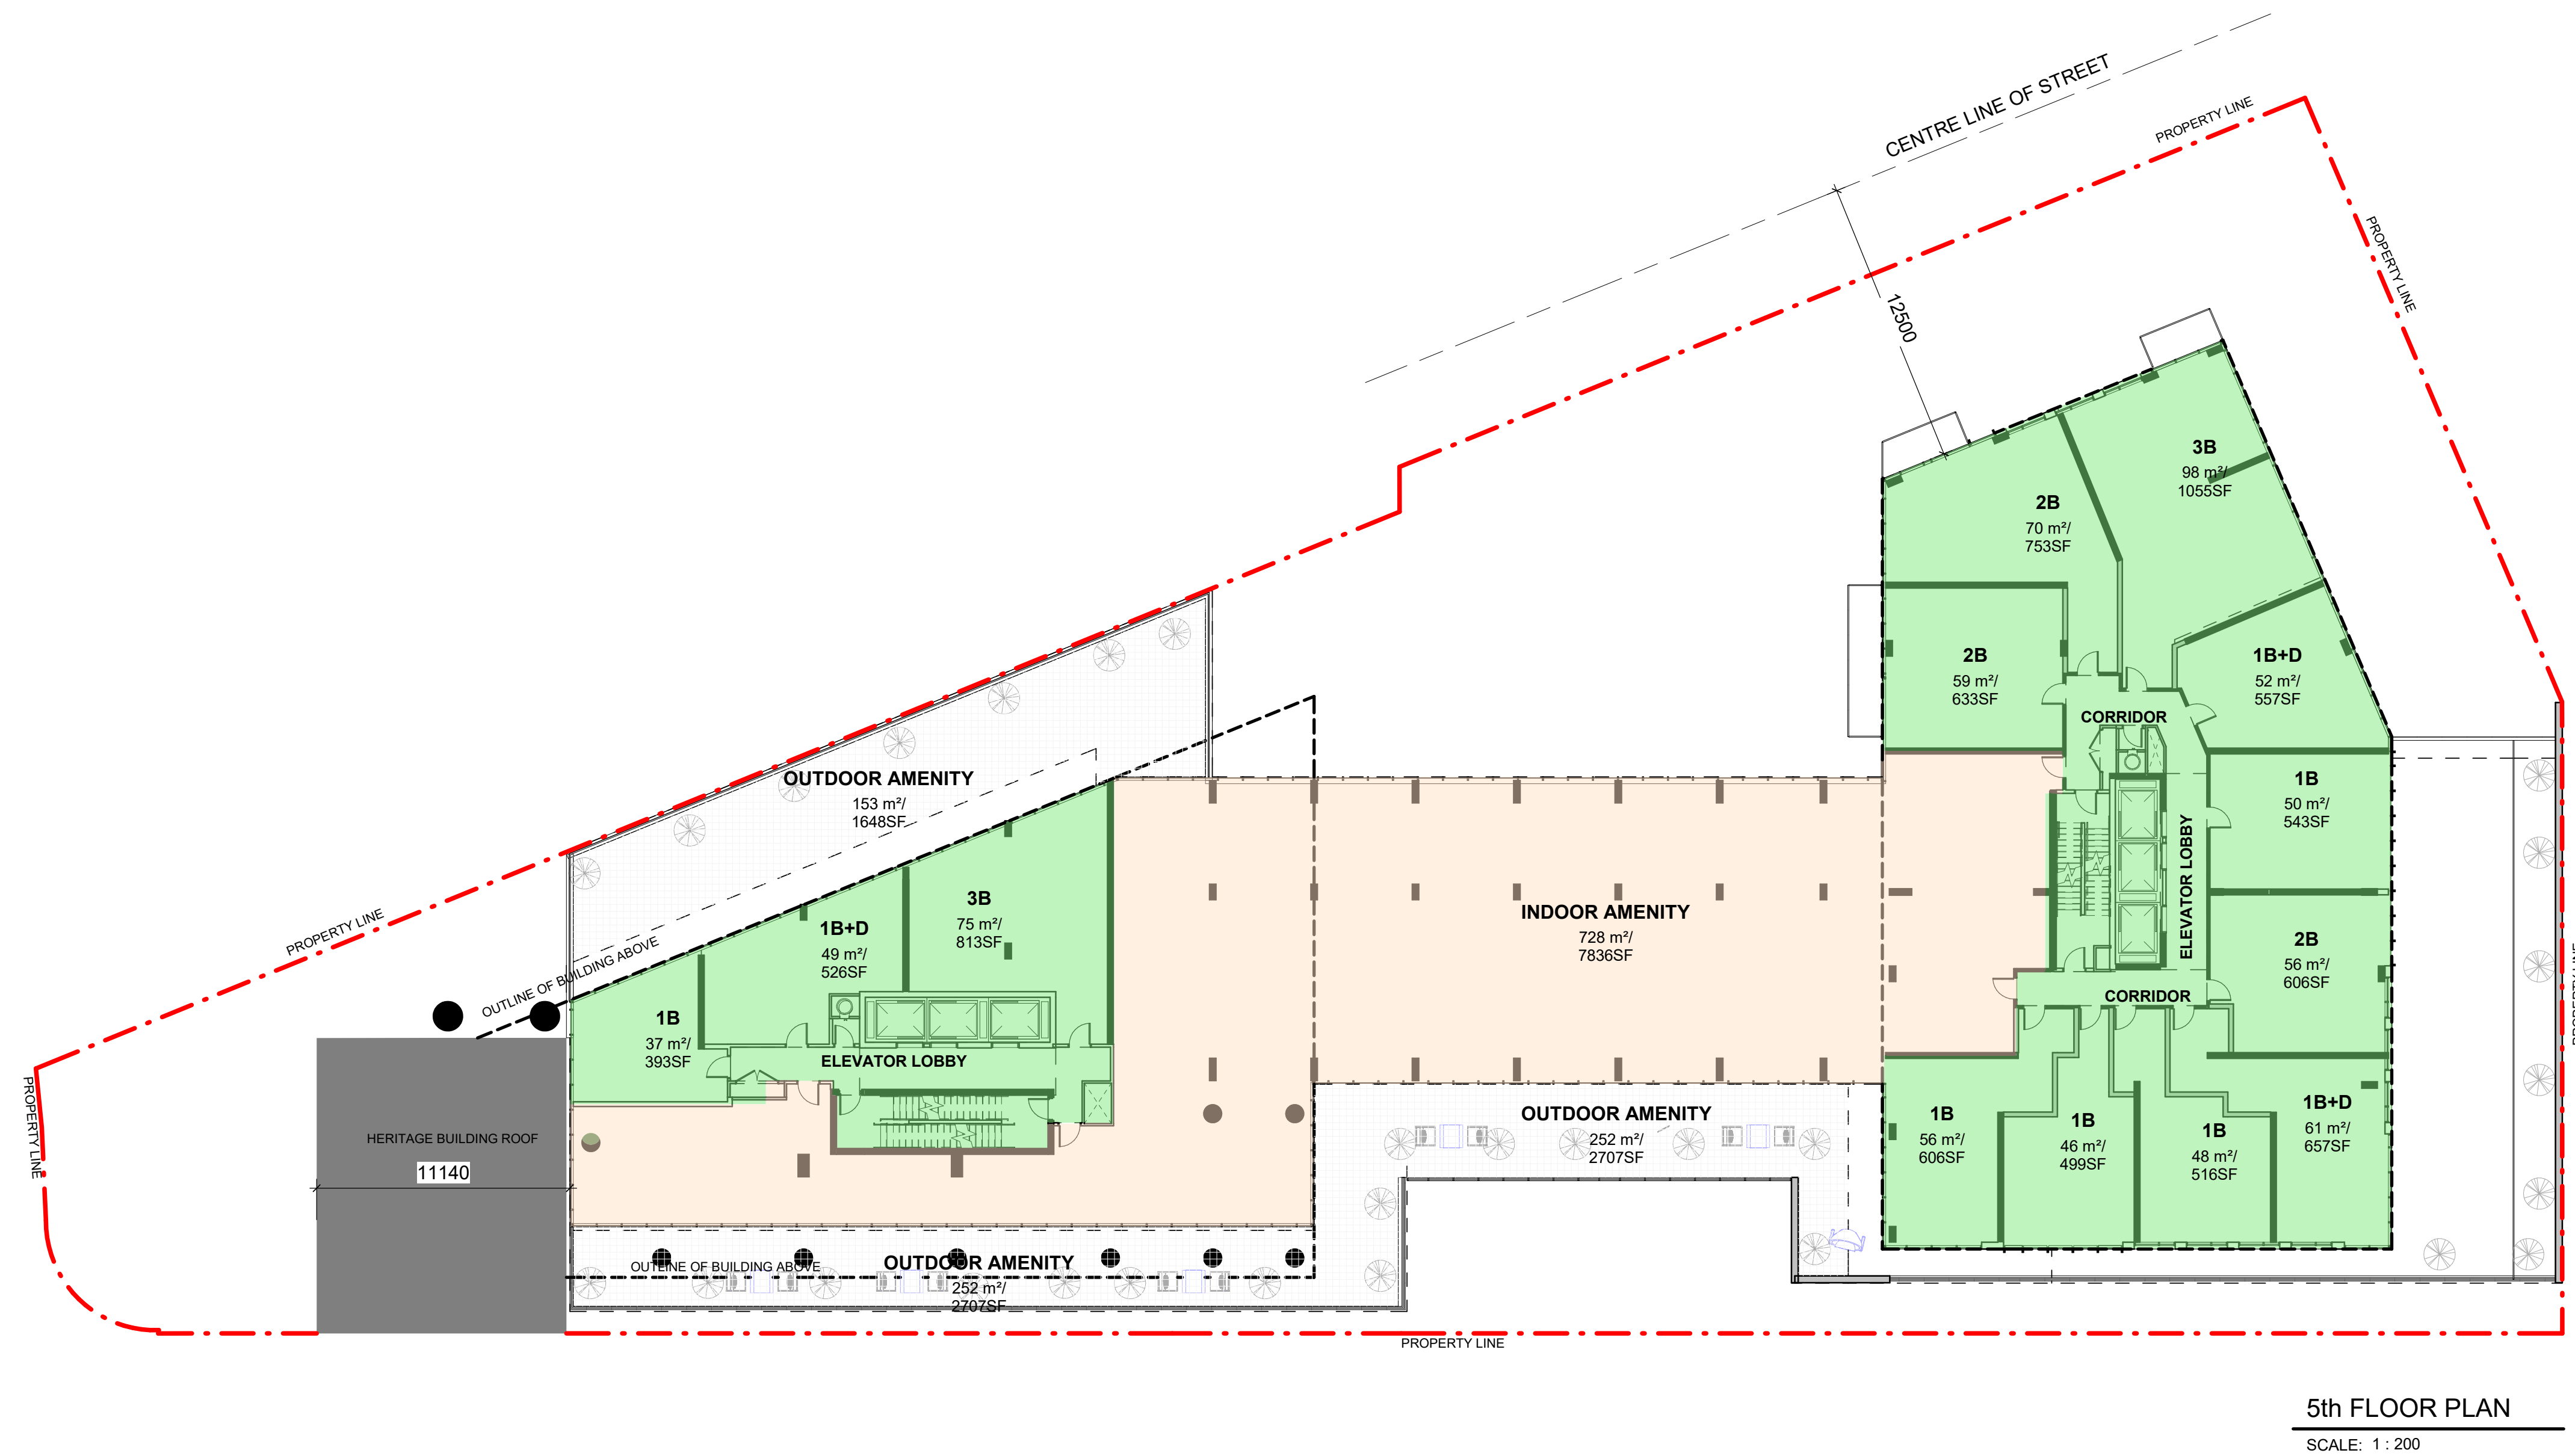 CENTRE LINE OF STREET
PROPERTY LINE
PROPERTY LINE
12500
3B
98 m²/
1055SF
2B
70 m²/
753SF
2B
59 m²/
633SF
1B+D
52 m²/
557SF
CORRIDOR
OUTDOOR AMENITY
153 m²/
1648SF
1B
50 m²/
543SF
ELEVATOR LOBBY
3B
75 m²/
813SF
INDOOR AMENITY
728 m²/
7836SF
1B+D
49 m²/
526SF
PROPERTY LINE
OUTLINE OF BUILDING ABOVE
2B
56 m²/
606SF
PROPERTY LINE
CORRIDOR
1B
37 m²/
393SF
ELEVATOR LOBBY
PROPERTY LINE
HERITAGE BUILDING ROOF
11140
OUTDOOR AMENITY
252 m²/
2707SF
1B
56 m²/
606SF
1B
46 m²/
499SF
1B
48 m²/
516SF
1B+D
61 m²/
657SF
OUTLINE OF BUILDING ABOVE
OUTDOOR AMENITY
252 m²/
2707SF
PROPERTY LINE
5th FLOOR PLAN
SCALE: 1 : 200